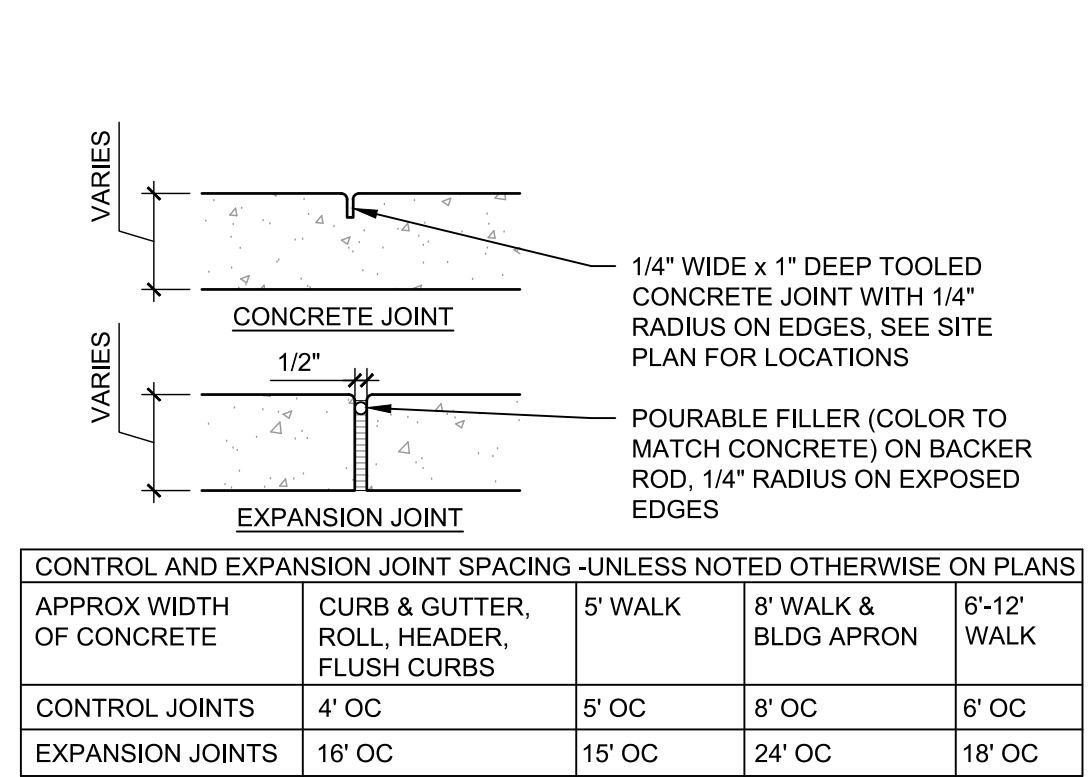 VARIES
1/4" WIDE x 1" DEEP TOOLED
CONCRETE JOINT WITH 1/4"
RADIUS ON EDGES, SEE SITE
PLAN FOR LOCATIONS
CONCRETE JOINT
VARIES
1/2"
POURABLE FILLER (COLOR TO
MATCH CONCRETE) ON BACKER
ROD, 1/4" RADIUS ON EXPOSED
EDGES
EXPANSION JOINT
CONTROL AND EXPANSION JOINT SPACING -UNLESS NOTED OTHERWISE ON PLANS
APPROX WIDTH
OF CONCRETE
CURB & GUTTER,
ROLL, HEADER,
FLUSH CURBS
5' WALK
8' WALK &
BLDG APRON
6'-12'
WALK
CONTROL JOINTS 4' OC 5' OC 8' OC 6' OC
EXPANSION JOINTS 16' OC 15' OC 24' OC 18' OC